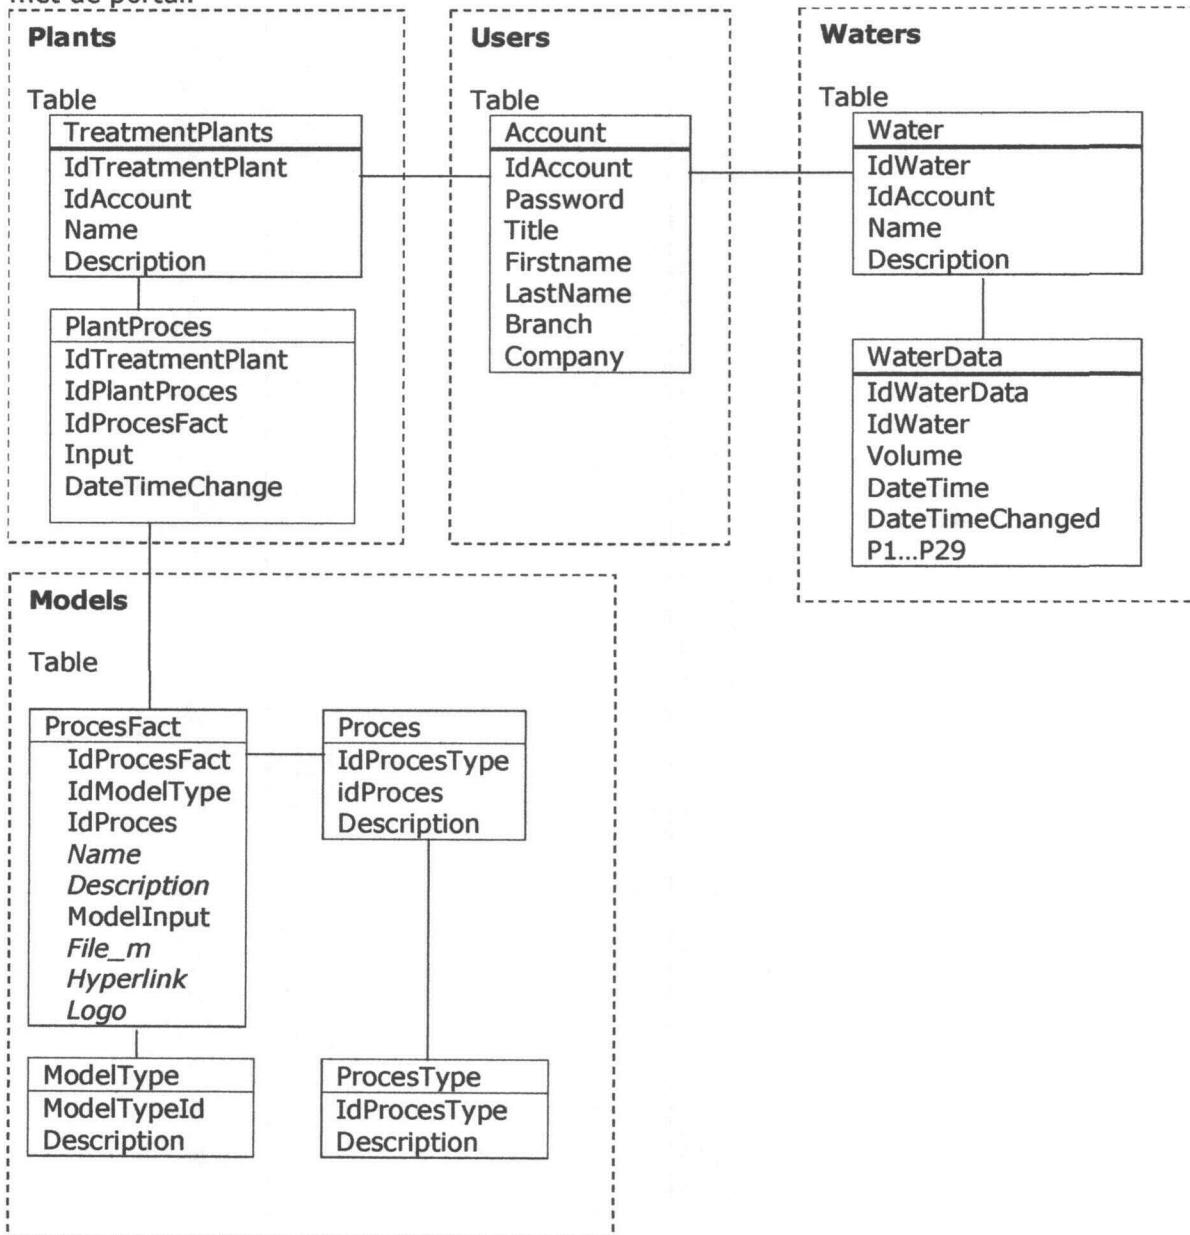 Plants
Table
TreatmentPlants
IdTreatmentPlant
IdAccount
Name
Description
PlantProces
IdTreatmentPlant
IdPlantProces
IdProcesFact
Input
DateTimeChange
Users
Table
Account
IdAccount
Password
Title
Firstname
LastName
Branch
Company
Waters
Table
Water
IdWater
IdAccount
Name
Description
WaterData
IdWaterData
IdWater
Volume
DateTime
DateTimeChanged
P1...P29
Models
Table
ProcesFact
IdProcesFact
IdModelType
IdProces
Name
Description
ModelInput
File_m
Hyperlink
Logo
Proces
IdProcesType
idProces
Description
ModelType
ModelTypeId
Description
ProcesType
IdProcesType
Description